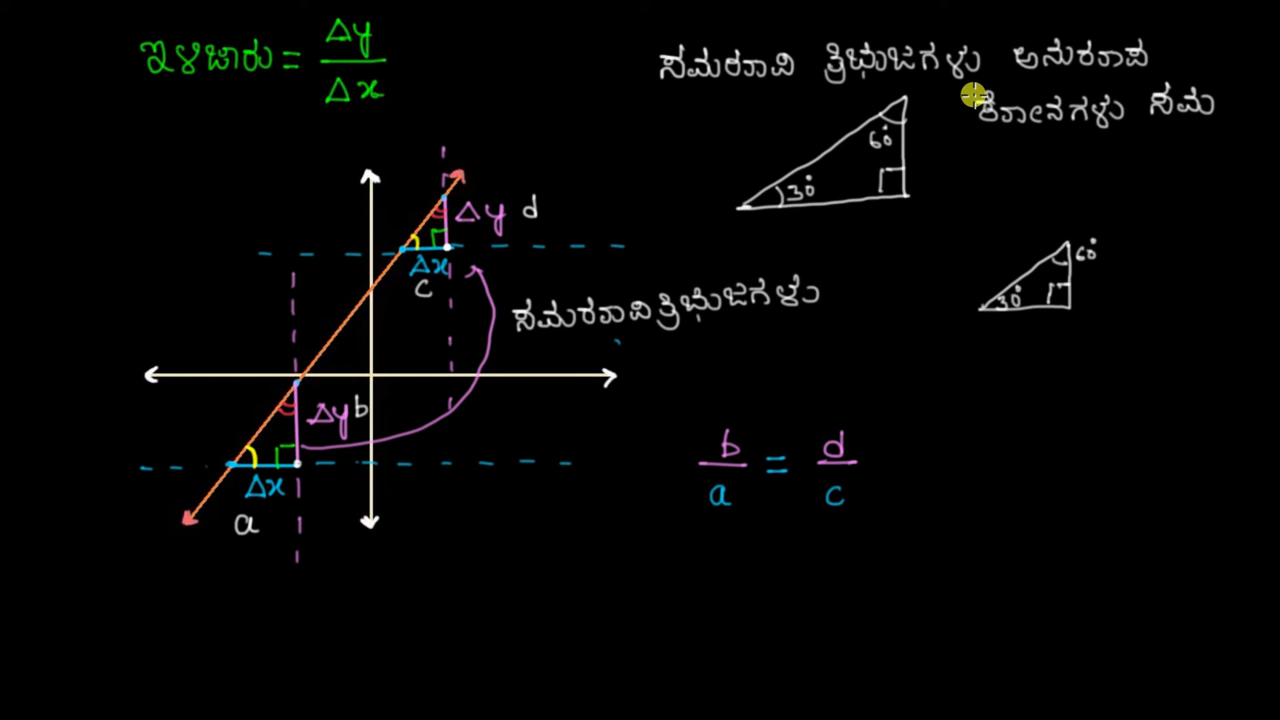 ಇಳಿಜಾರು = Δy / Δx
ಸಮರೂಪಿ ತ್ರಿಭುಜಗಳು ಅನುರೂಪ
ಕೋನಗಳು ಸಮ
60°
30°
Δy d
Δx
c
ಸಮರೂಪಿ ತ್ರಿಭುಜಗಳು
60°
30°
Δy b
Δx
a
b / a = d / c